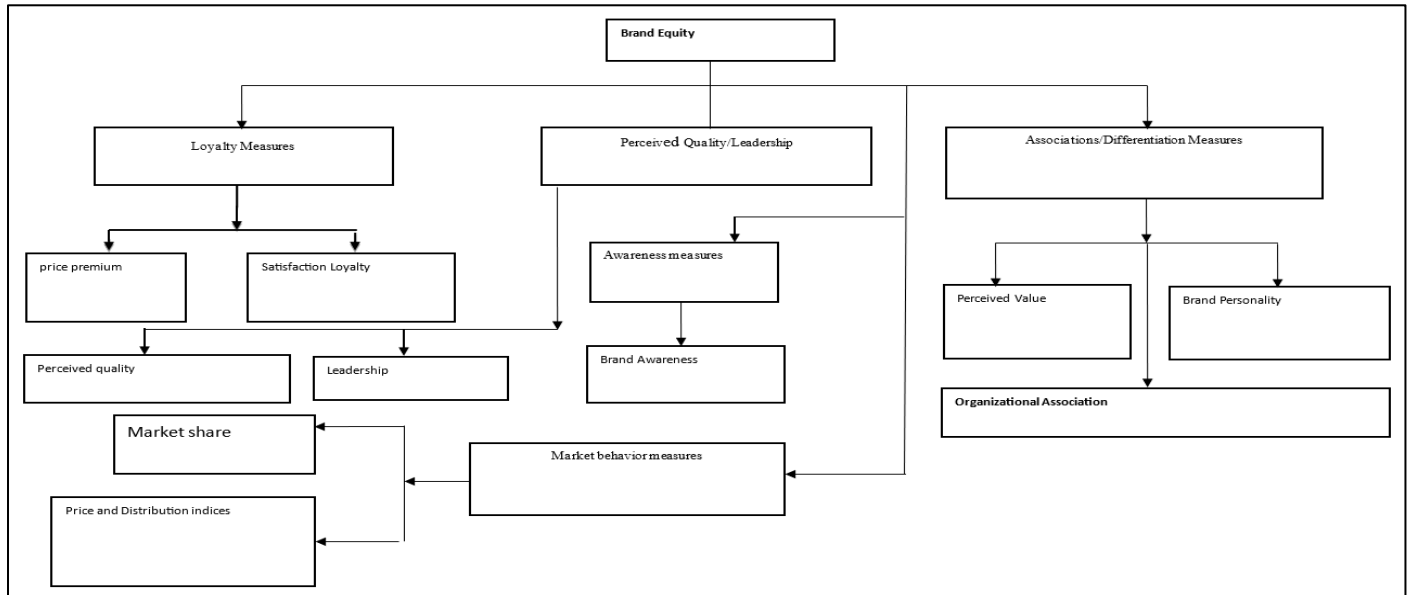 Brand Equity
Loyalty Measures
Perceived Quality/Leadership
Associations/Differentiation Measures
price premium
Satisfaction Loyalty
Awareness measures
Perceived Value
Brand Personality
Perceived quality
Leadership
Brand Awareness
Organizational Association
Market share
Market behavior measures
Price and Distribution indices